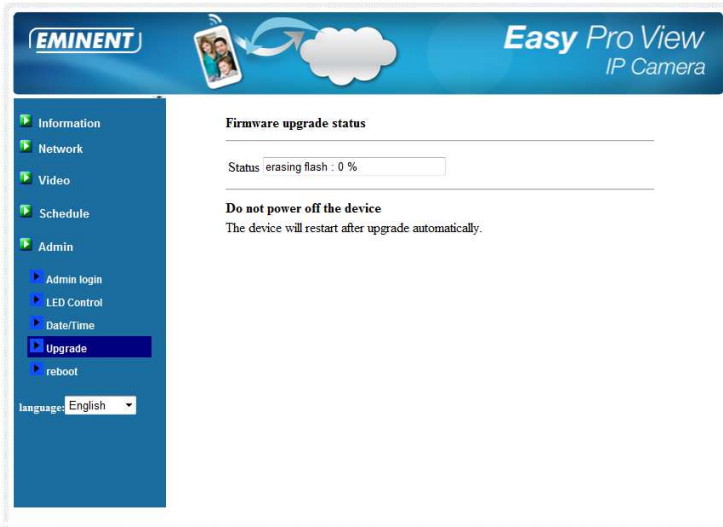 EMINENT
Easy Pro View
IP Camera
Information
Network
Video
Schedule
Admin
Admin login
LED Control
Date/Time
Upgrade
reboot
language: English
Firmware upgrade status
Status erasing flash : 0 %
Do not power off the device
The device will restart after upgrade automatically.